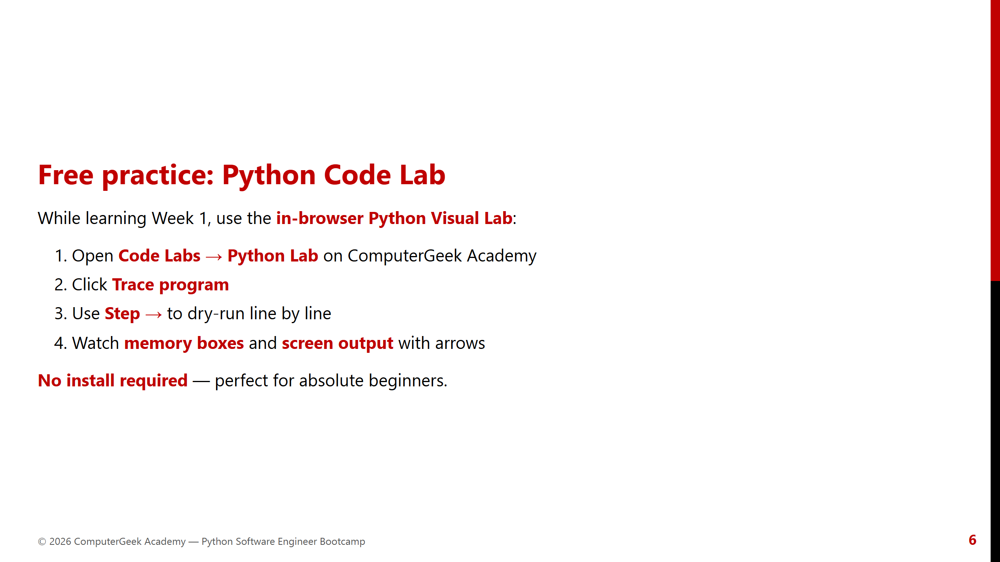 Free practice: Python Code Lab
While learning Week 1, use the in-browser Python Visual Lab:
1. Open Code Labs → Python Lab on ComputerGeek Academy
2. Click Trace program
3. Use Step → to dry-run line by line
4. Watch memory boxes and screen output with arrows
No install required — perfect for absolute beginners.
© 2026 ComputerGeek Academy — Python Software Engineer Bootcamp
6